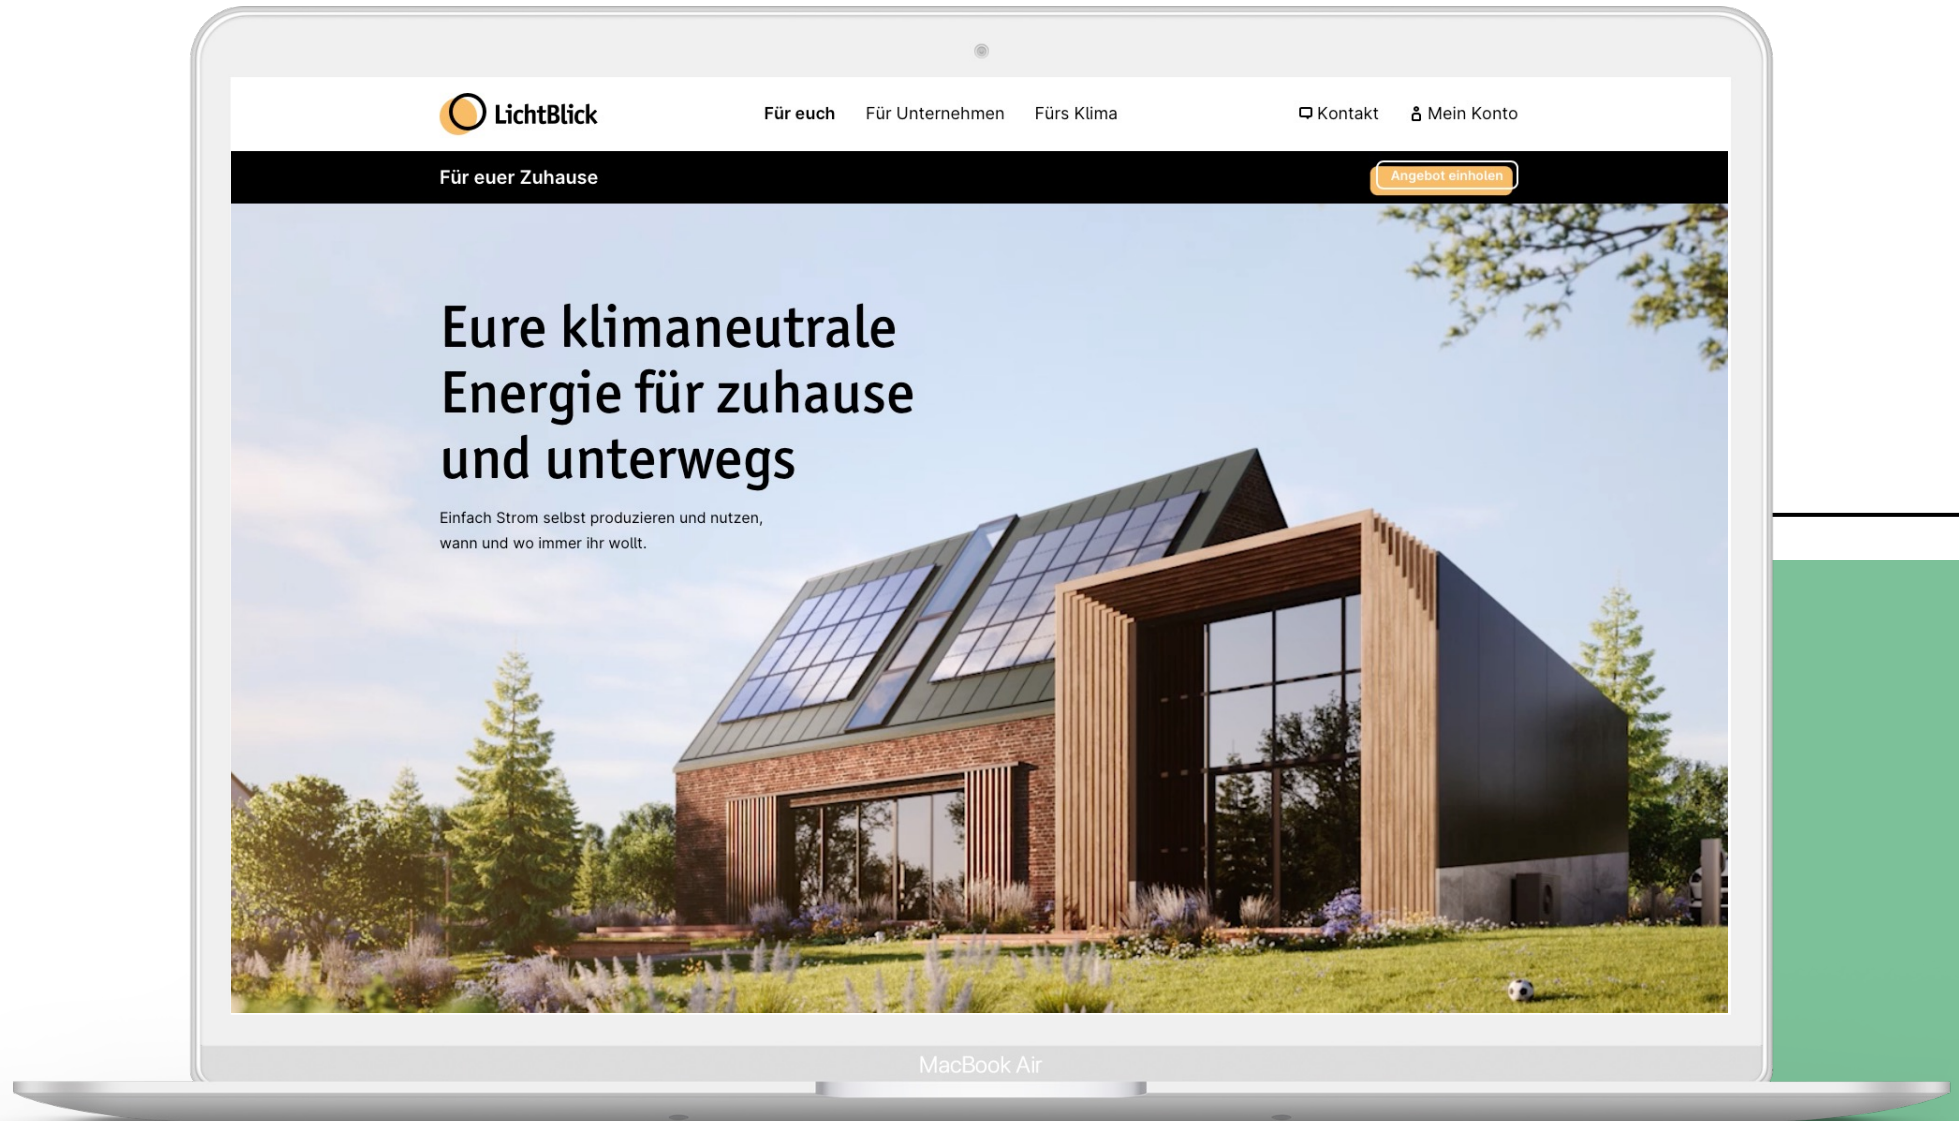 LichtBlick
Für euch Für Unternehmen Fürs Klima
Kontakt Mein Konto
Für euer Zuhause
Angebot einholen
Eure klimaneutrale
Energie für zuhause
und unterwegs
Einfach Strom selbst produzieren und nutzen,
wann und wo immer ihr wollt.
MacBook Air